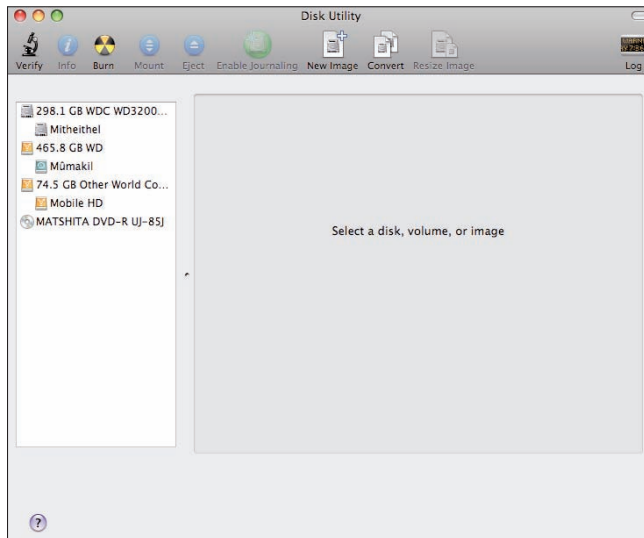 Disk Utility
Verify Info Burn Mount Eject Enable Journaling New Image Convert Resize Image Log
298.1 GB WDC WD3200...
Mitheithel
465.8 GB WD
Mûmakil
74.5 GB Other World Co...
Mobile HD
MATSHITA DVD-R UJ-85J
Select a disk, volume, or image
?